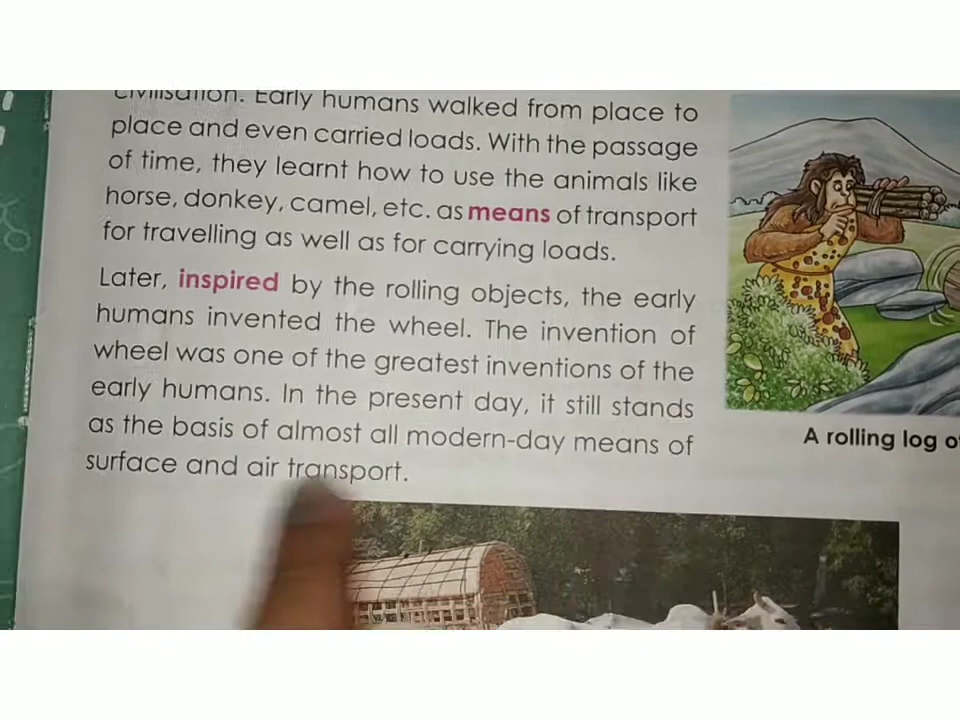 civilisation. Early humans walked from place to
place and even carried loads. With the passage
of time, they learnt how to use the animals like
horse, donkey, camel, etc. as means of transport
for travelling as well as for carrying loads.
Later, inspired by the rolling objects, the early
humans invented the wheel. The invention of
wheel was one of the greatest inventions of the
early humans. In the present day, it still stands
as the basis of almost all modern-day means of
surface and air transport.
A rolling log o